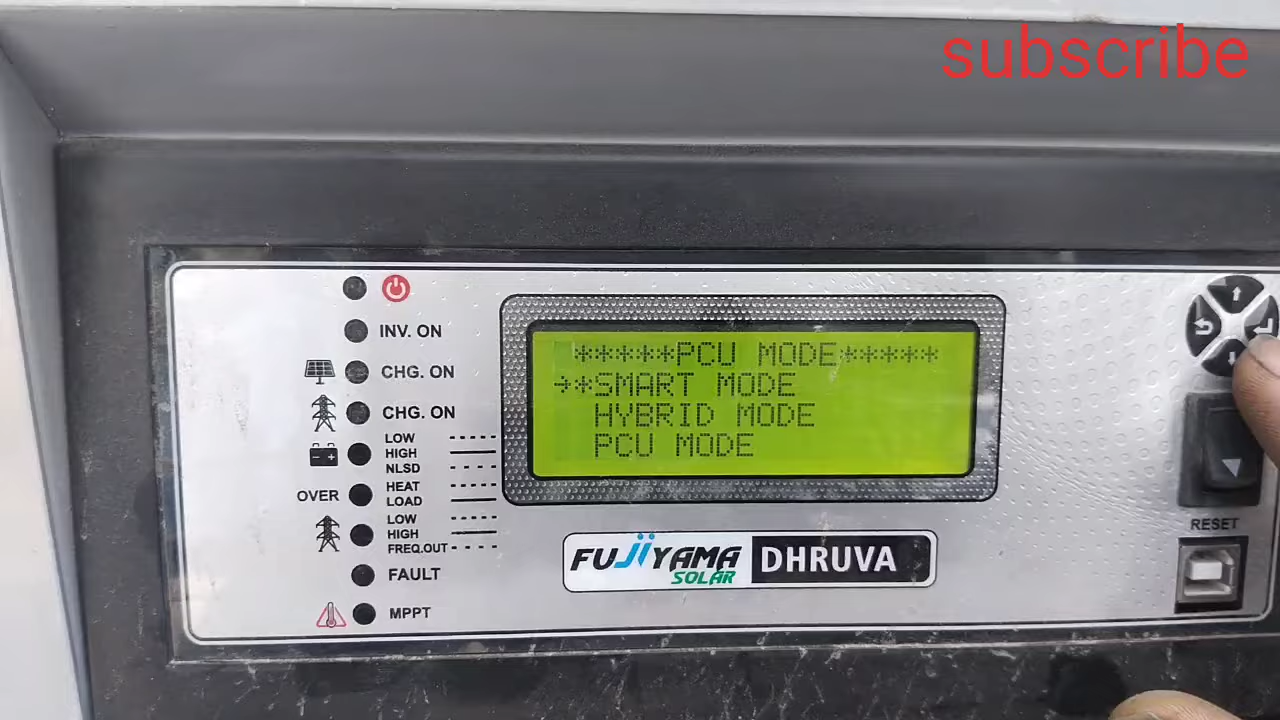 subscribe
INV. ON
CHG. ON
CHG. ON
LOW
HIGH
NLSD
OVER
HEAT
LOAD
LOW
HIGH
FREQ.OUT
FAULT
MPPT
*****PCU MODE*****
→*SMART MODE
HYBRID MODE
PCU MODE
FUJIYAMA
SOLAR
DHRUVA
RESET